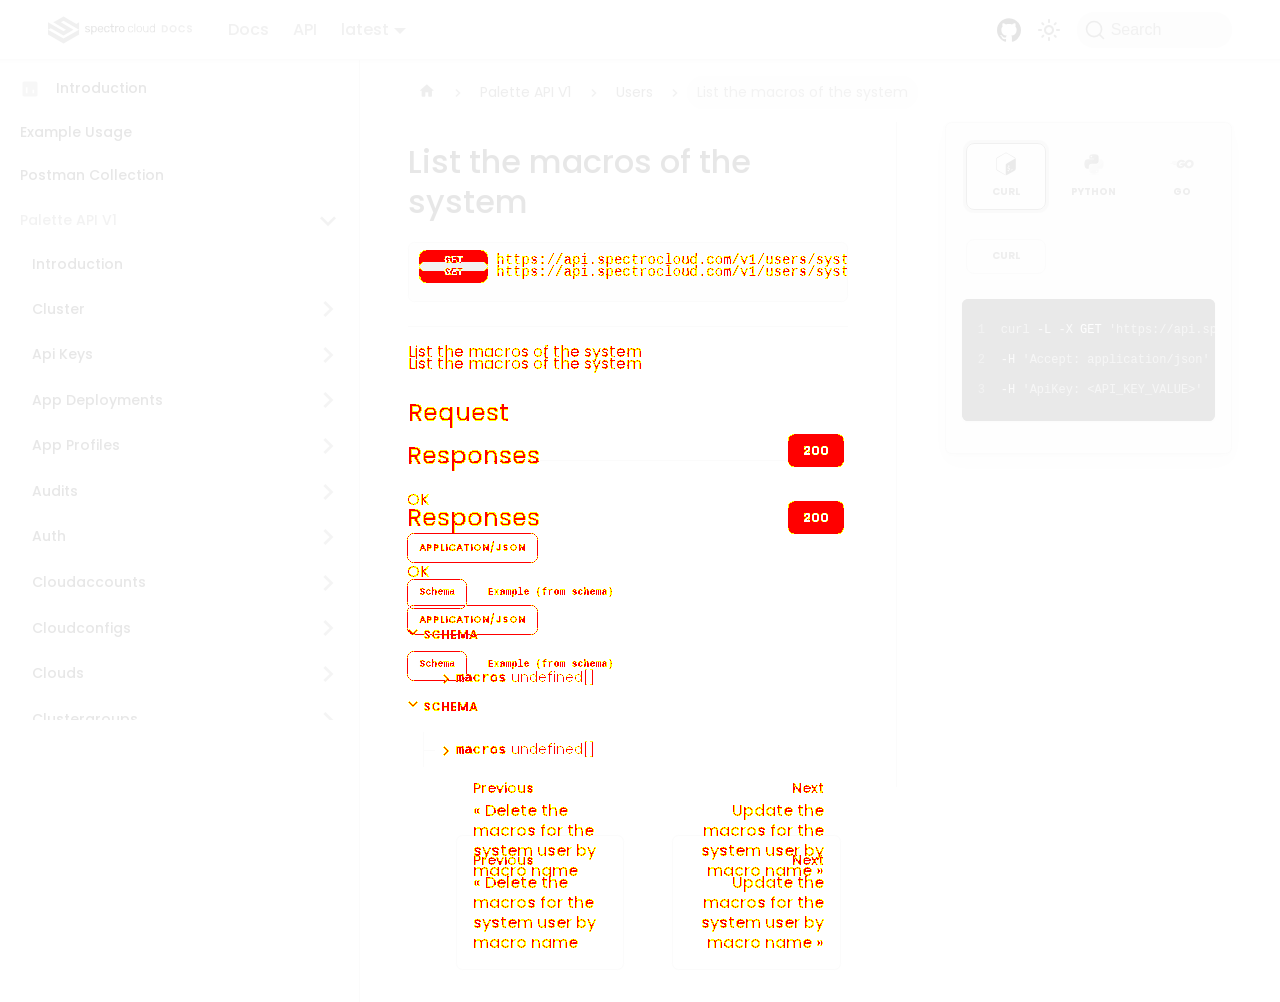 spectro cloud DOCS Docs API latest Search
Introduction
Example Usage
Postman Collection
Palette API V1
Introduction
Cluster
Api Keys
App Deployments
App Profiles
Audits
Auth
Cloudaccounts
Cloudconfigs
Clouds
Clustergroups
Palette API V1 Users List the macros of the system
List the macros of the
system
GET https://api.spectrocloud.com/v1/users/syst
GET https://api.spectrocloud.com/v1/users/syst
List the macros of the system
List the macros of the system
Request
Responses 200
OK
Responses 200
APPLICATION/JSON
OK
Schema Example (from schema)
APPLICATION/JSON
SCHEMA
Schema Example (from schema)
macros undefined[]
SCHEMA
macros undefined[]
Previous
« Delete the
macros for the
system user by
macro name
Previous
« Delete the
macros for the
system user by
macro name
Next
Update the
macros for the
system user by
macro name »
Next
Update the
macros for the
system user by
macro name »
CURL PYTHON GO
CURL
1 curl -L -X GET 'https://api.sp
2 -H 'Accept: application/json'
3 -H 'ApiKey: <API_KEY_VALUE>'